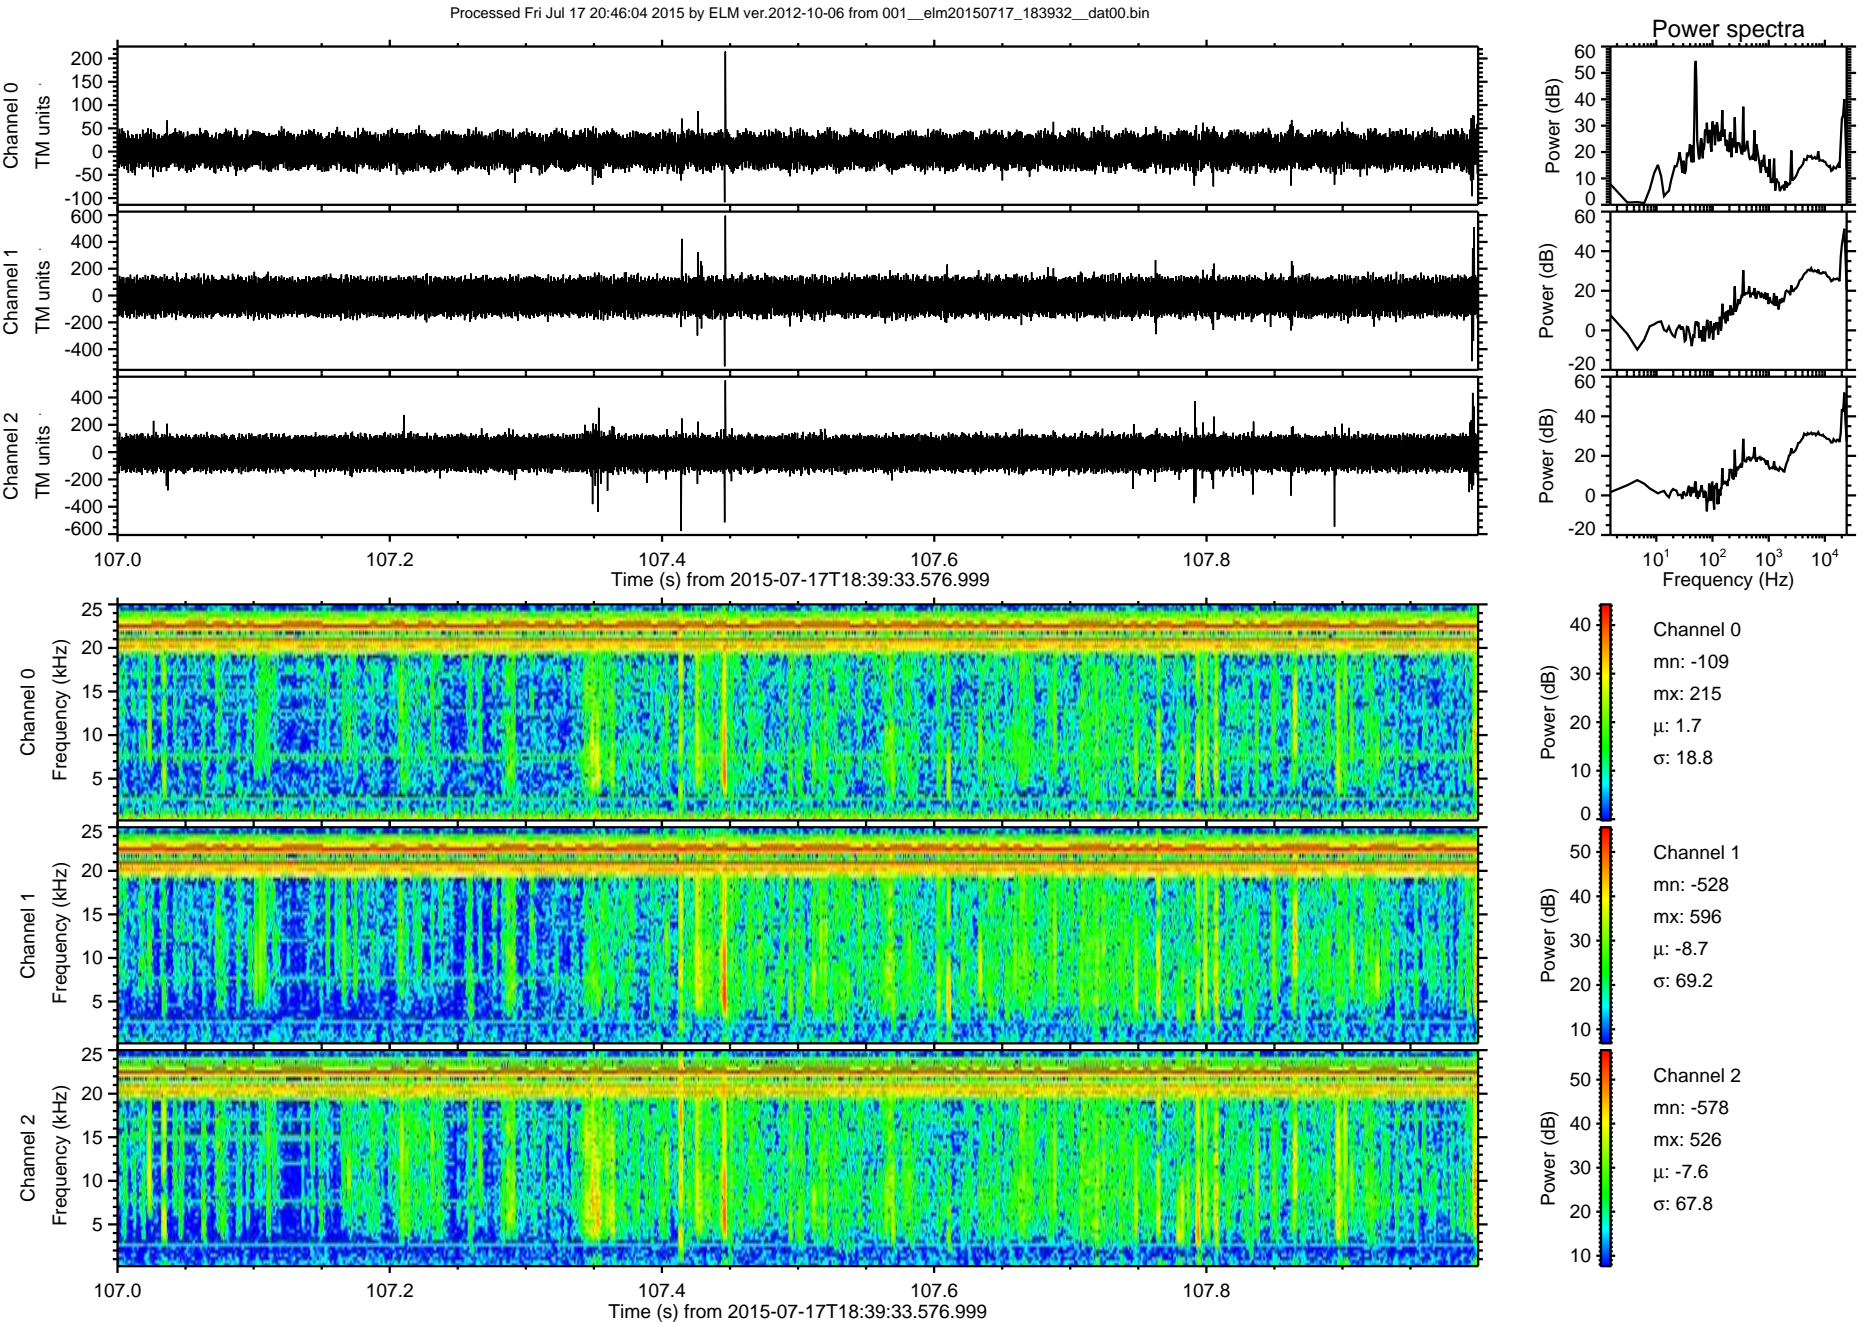 Processed Fri Jul 17 20:46:04 2015 by ELM ver.2012-10-06 from 001__elm20150717_183932__dat00.bin
Power spectra
Channel 0
TM units
200
150
100
50
0
-50
-100
Power (dB)
60
50
40
30
20
10
0
Channel 1
TM units
600
400
200
0
-200
-400
Power (dB)
60
40
20
0
-20
Channel 2
TM units
400
200
0
-200
-400
-600
Power (dB)
60
40
20
0
-20
107.0 107.2 107.4 107.6 107.8
Time (s) from 2015-07-17T18:39:33.576.999
10¹ 10² 10³ 10⁴
Frequency (Hz)
Channel 0
Frequency (kHz)
25
20
15
10
5
Power (dB)
40
30
20
10
0
Channel 0
mn: -109
mx: 215
μ: 1.7
σ: 18.8
Channel 1
Frequency (kHz)
25
20
15
10
5
Power (dB)
50
40
30
20
10
Channel 1
mn: -528
mx: 596
μ: -8.7
σ: 69.2
Channel 2
Frequency (kHz)
25
20
15
10
5
Power (dB)
50
40
30
20
10
Channel 2
mn: -578
mx: 526
μ: -7.6
σ: 67.8
107.0 107.2 107.4 107.6 107.8
Time (s) from 2015-07-17T18:39:33.576.999